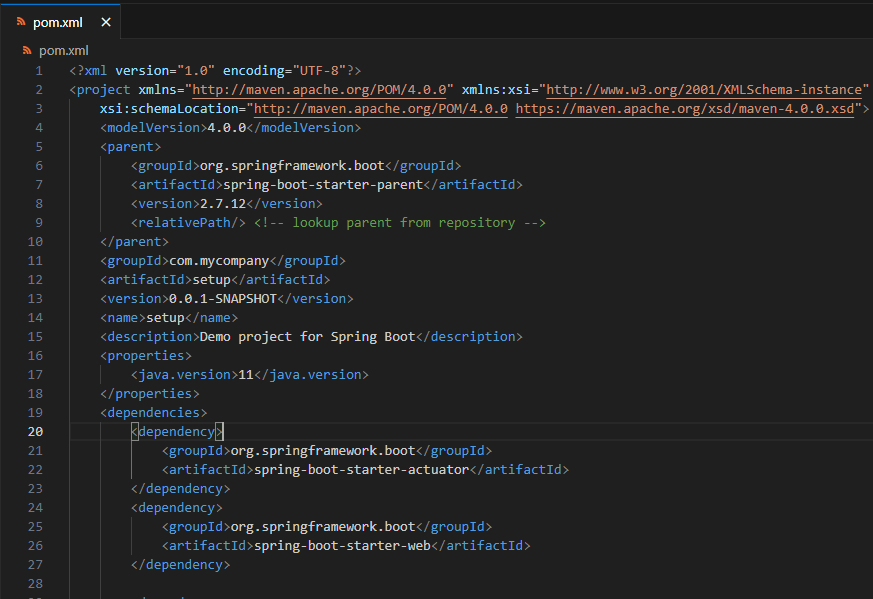 pom.xml
pom.xml
1 <?xml version="1.0" encoding="UTF-8"?>
2 <project xmlns="http://maven.apache.org/POM/4.0.0" xmlns:xsi="http://www.w3.org/2001/XMLSchema-instance"
3 xsi:schemaLocation="http://maven.apache.org/POM/4.0.0 https://maven.apache.org/xsd/maven-4.0.0.xsd">
4 <modelVersion>4.0.0</modelVersion>
5 <parent>
6 <groupId>org.springframework.boot</groupId>
7 <artifactId>spring-boot-starter-parent</artifactId>
8 <version>2.7.12</version>
9 <relativePath/> <!-- lookup parent from repository -->
10 </parent>
11 <groupId>com.mycompany</groupId>
12 <artifactId>setup</artifactId>
13 <version>0.0.1-SNAPSHOT</version>
14 <name>setup</name>
15 <description>Demo project for Spring Boot</description>
16 <properties>
17 <java.version>11</java.version>
18 </properties>
19 <dependencies>
20 <dependency>
21 <groupId>org.springframework.boot</groupId>
22 <artifactId>spring-boot-starter-actuator</artifactId>
23 </dependency>
24 <dependency>
25 <groupId>org.springframework.boot</groupId>
26 <artifactId>spring-boot-starter-web</artifactId>
27 </dependency>
28